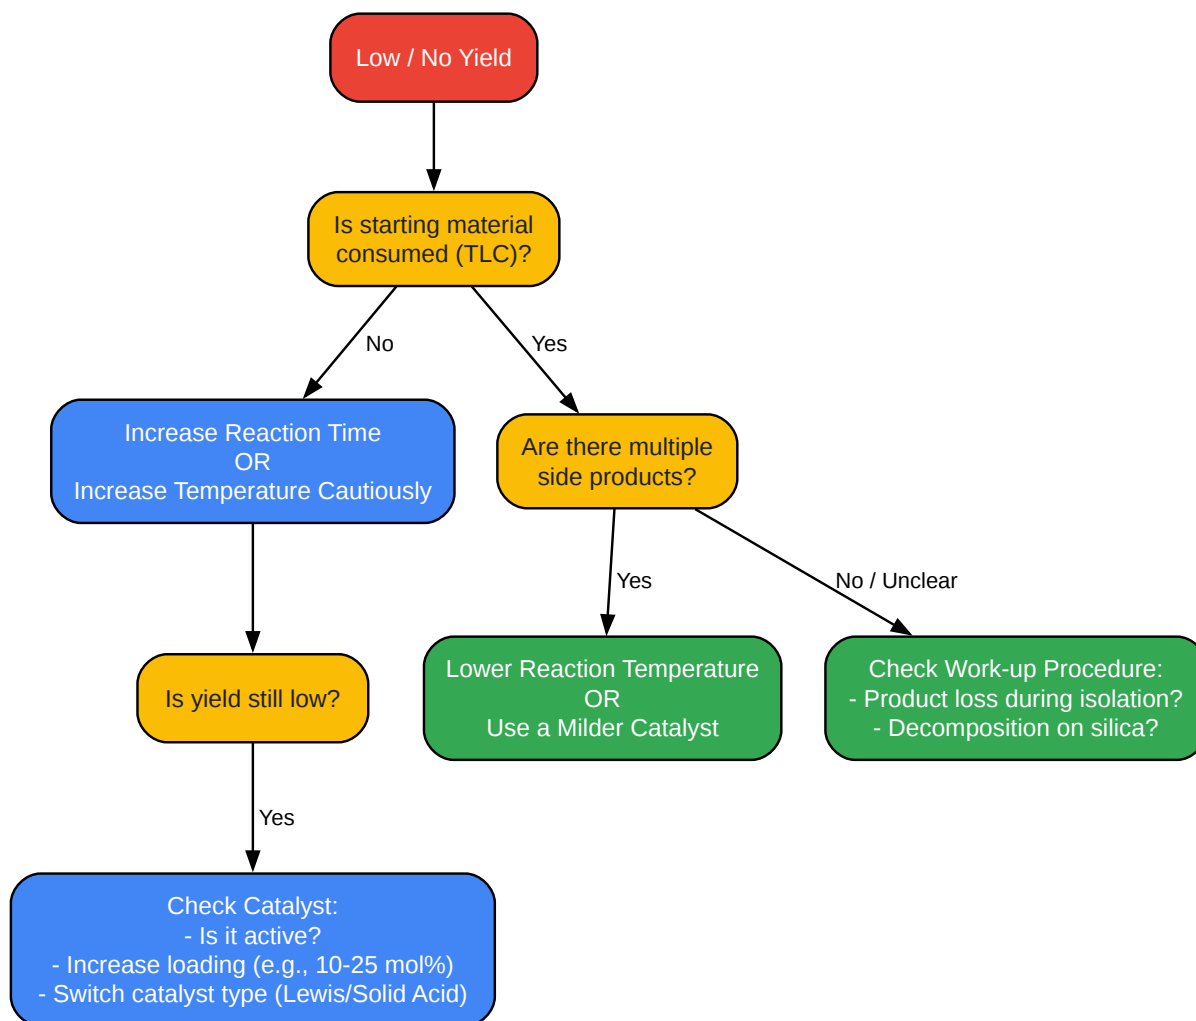 Low / No Yield
Is starting material
consumed (TLC)?
No
Yes
Increase Reaction Time
OR
Increase Temperature Cautiously
Are there multiple
side products?
Yes
No / Unclear
Is yield still low?
Lower Reaction Temperature
OR
Use a Milder Catalyst
Check Work-up Procedure:
- Product loss during isolation?
- Decomposition on silica?
Yes
Check Catalyst:
- Is it active?
- Increase loading (e.g., 10-25 mol%)
- Switch catalyst type (Lewis/Solid Acid)